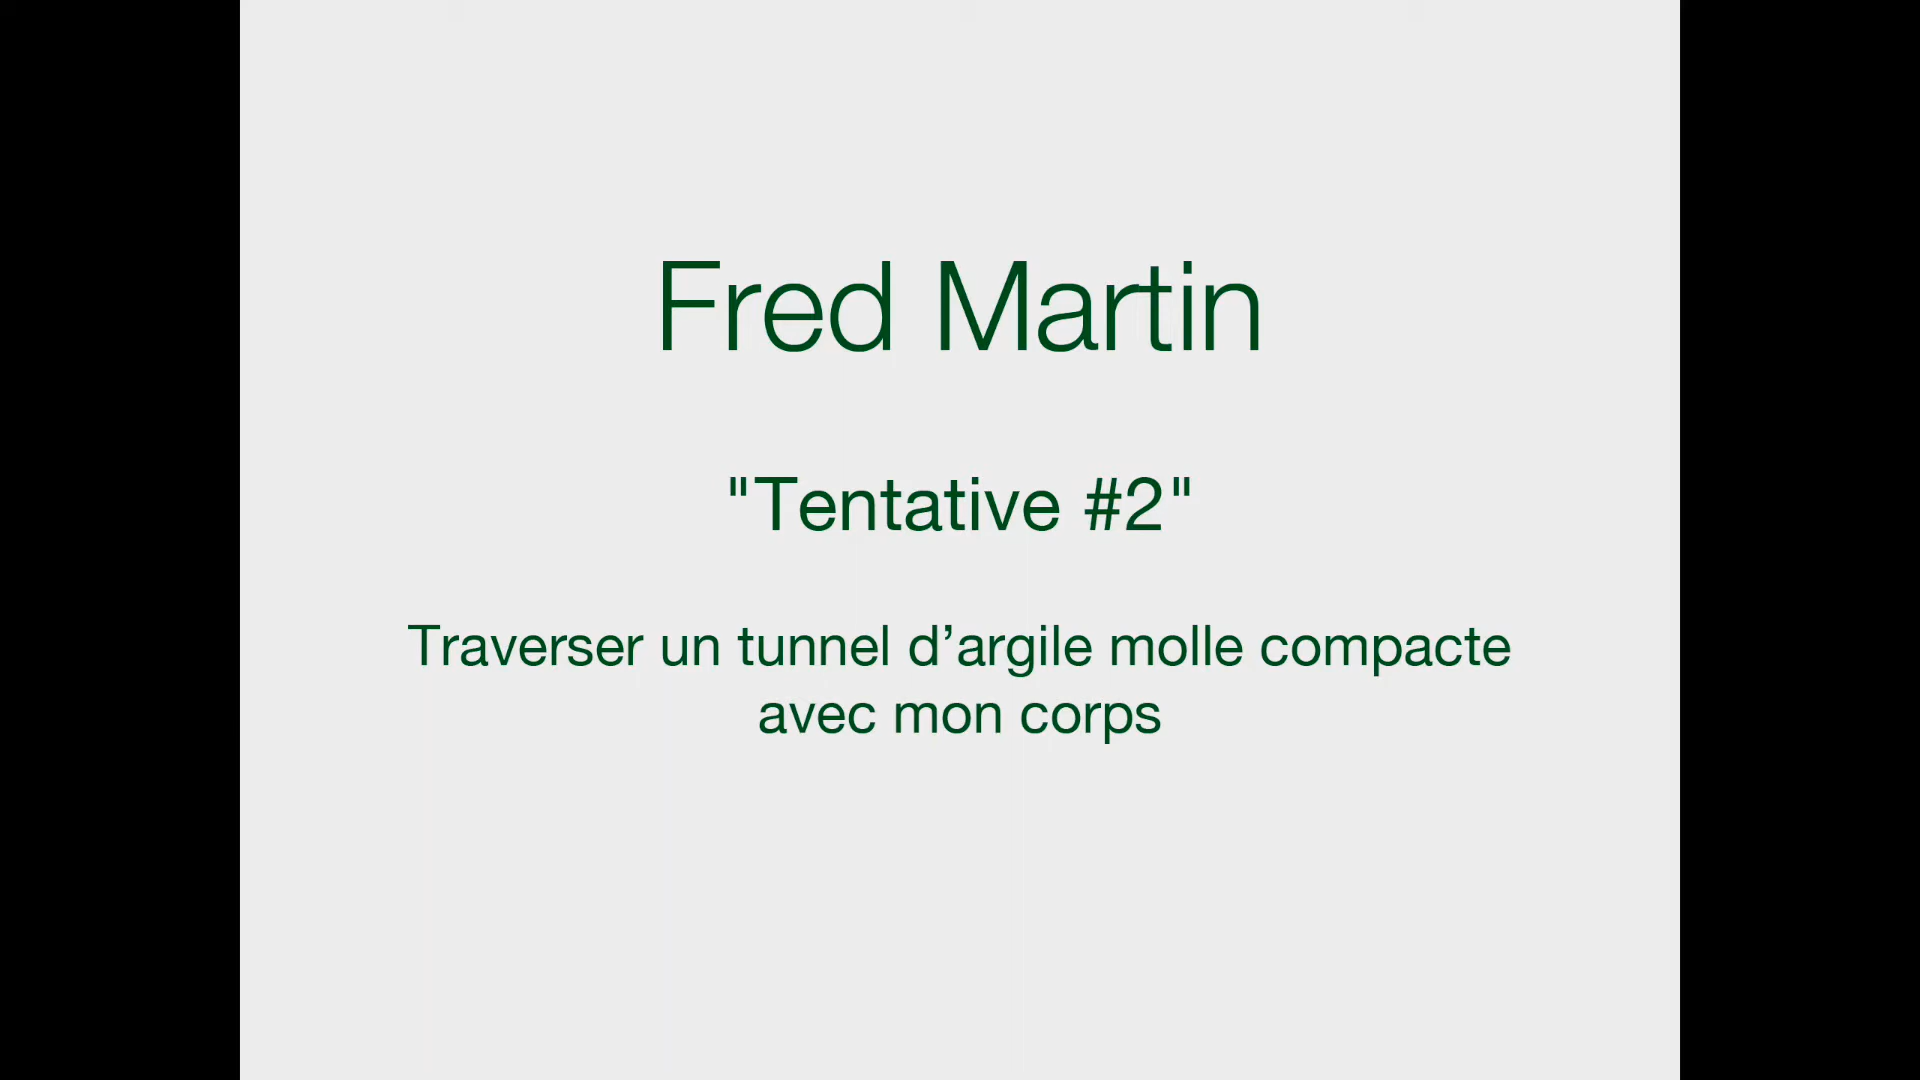 Fred Martin
"Tentative #2"
Traverser un tunnel d’argile molle compacte
avec mon corps